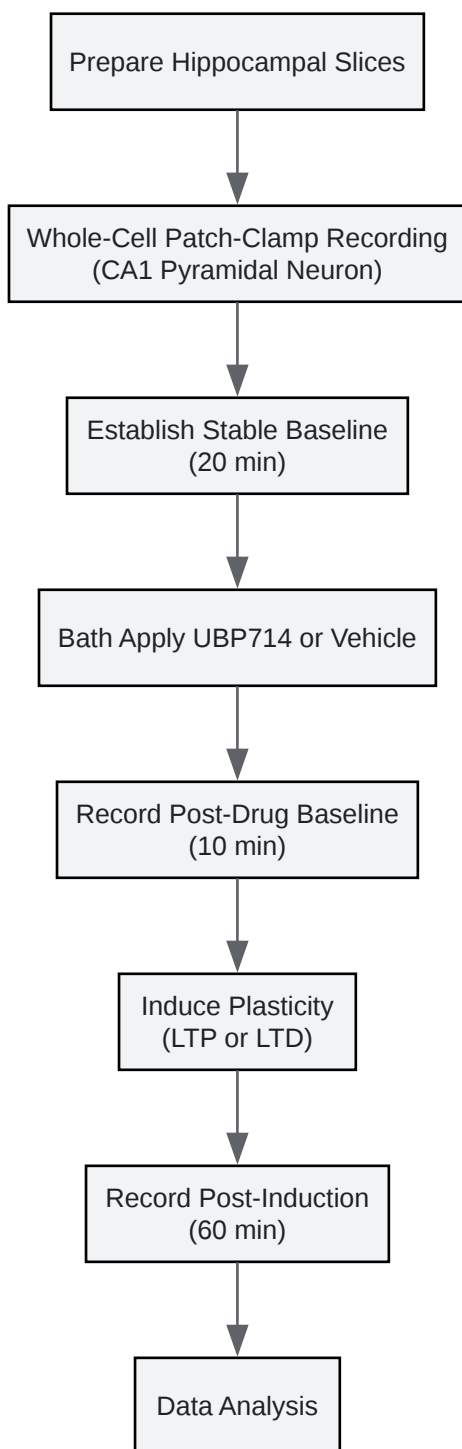 Prepare Hippocampal Slices
Whole-Cell Patch-Clamp Recording
(CA1 Pyramidal Neuron)
Establish Stable Baseline
(20 min)
Bath Apply UBP714 or Vehicle
Record Post-Drug Baseline
(10 min)
Induce Plasticity
(LTP or LTD)
Record Post-Induction
(60 min)
Data Analysis